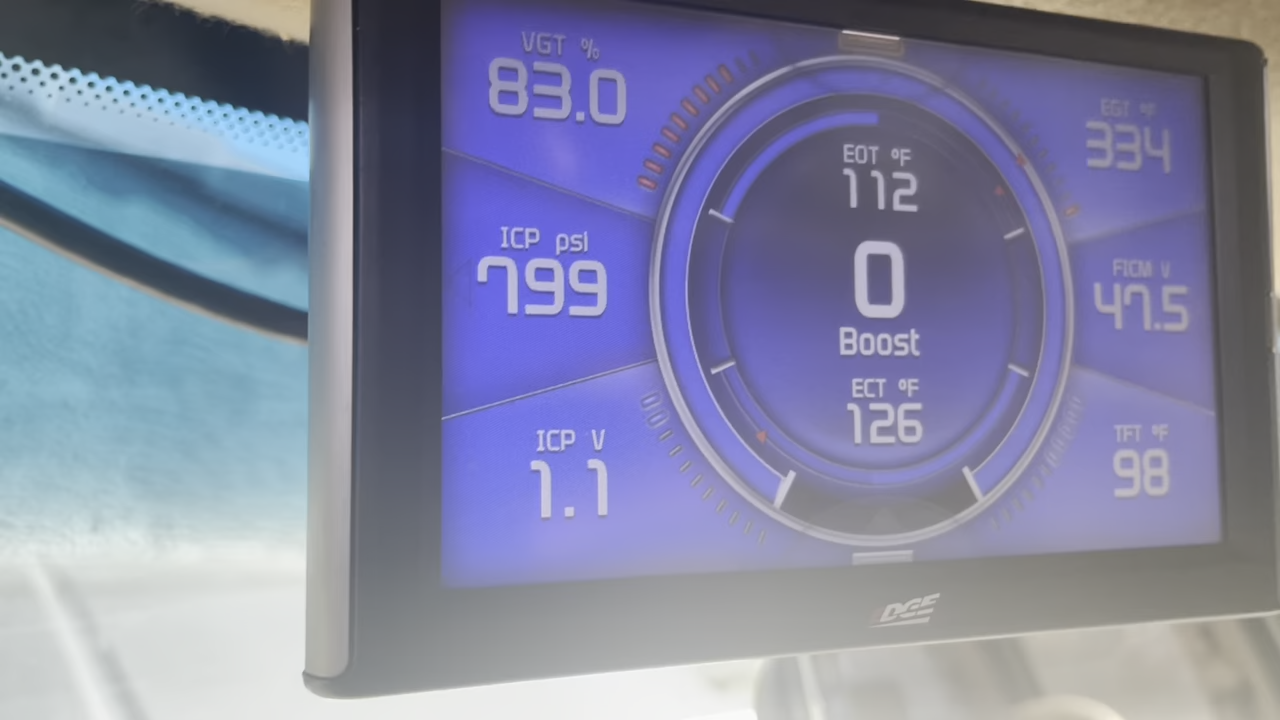 VGT %
83.0
EGT °F
334
EOT °F
112
ICP psi
799
0
Boost
FICM V
47.5
ECT °F
126
ICP V
1.1
TFT °F
98
EDGE